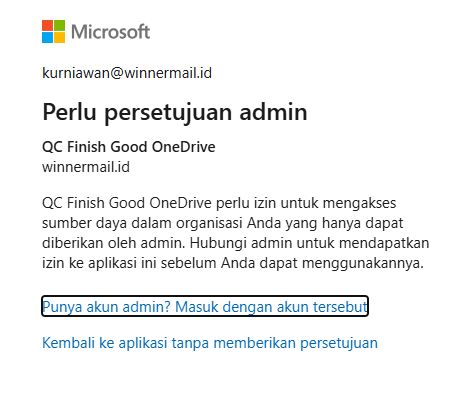 Microsoft
kurniawan@winnermail.id
Perlu persetujuan admin
QC Finish Good OneDrive
winnermail.id
QC Finish Good OneDrive perlu izin untuk mengakses
sumber daya dalam organisasi Anda yang hanya dapat
diberikan oleh admin. Hubungi admin untuk mendapatkan
izin ke aplikasi ini sebelum Anda dapat menggunakannya.
Punya akun admin? Masuk dengan akun tersebut
Kembali ke aplikasi tanpa memberikan persetujuan